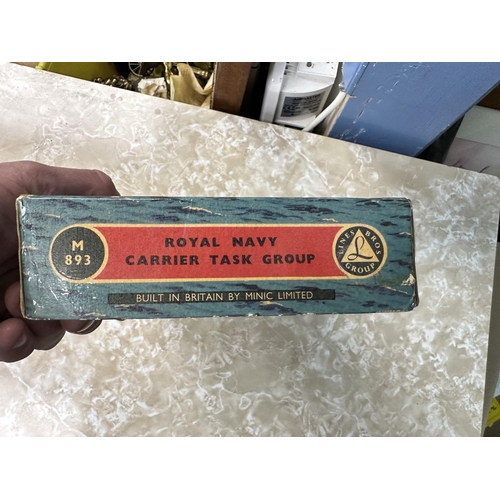 M
893
ROYAL NAVY
CARRIER TASK GROUP
BUILT IN BRITAIN BY MINIC LIMITED
LINES BROS
GROUP